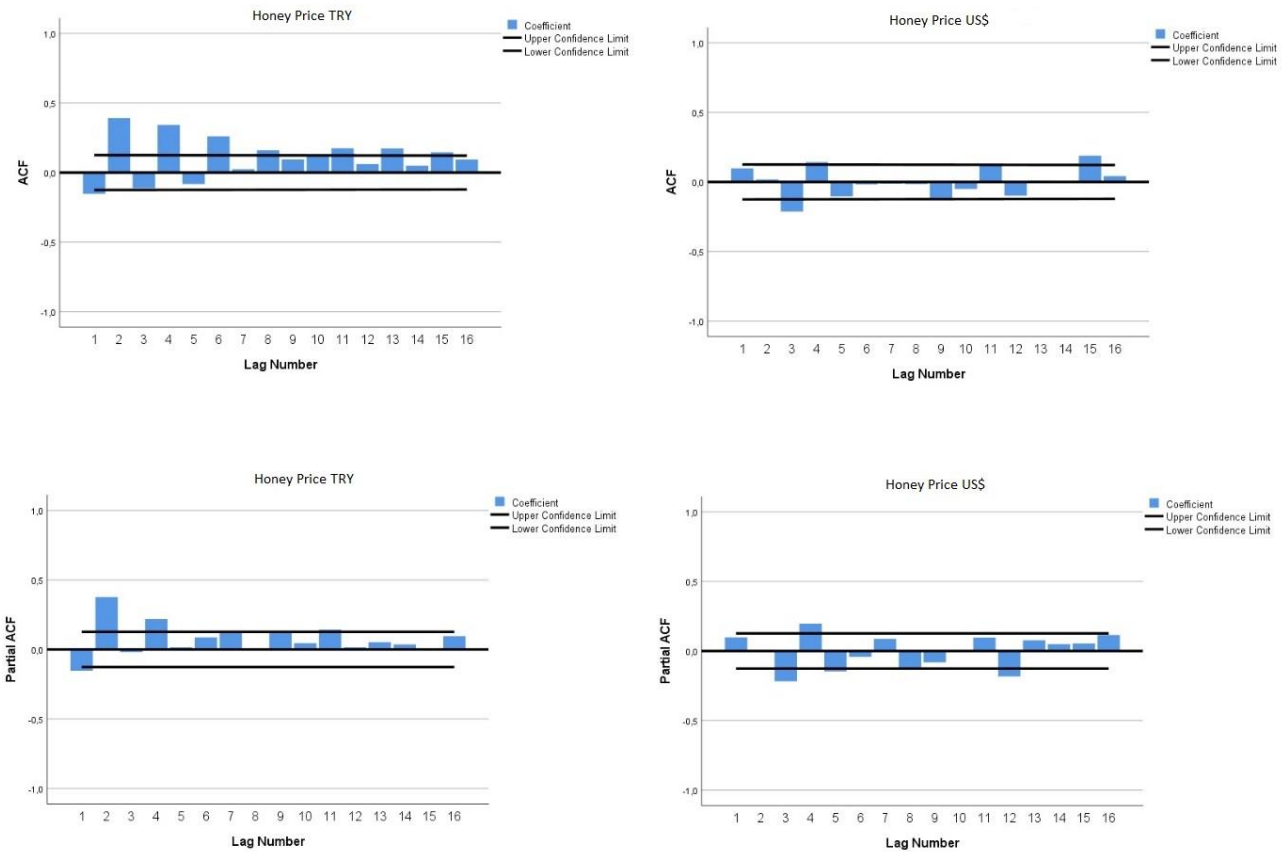 Honey Price TRY
Coefficient
Upper Confidence Limit
Lower Confidence Limit
1,0
0,5
0,0
-0,5
-1,0
ACF
1 2 3 4 5 6 7 8 9 10 11 12 13 14 15 16
Lag Number
Honey Price US$
Coefficient
Upper Confidence Limit
Lower Confidence Limit
1,0
0,5
0,0
-0,5
-1,0
ACF
1 2 3 4 5 6 7 8 9 10 11 12 13 14 15 16
Lag Number
Honey Price TRY
Coefficient
Upper Confidence Limit
Lower Confidence Limit
1,0
0,5
0,0
-0,5
-1,0
Partial ACF
1 2 3 4 5 6 7 8 9 10 11 12 13 14 15 16
Lag Number
Honey Price US$
Coefficient
Upper Confidence Limit
Lower Confidence Limit
1,0
0,5
0,0
-0,5
-1,0
Partial ACF
1 2 3 4 5 6 7 8 9 10 11 12 13 14 15 16
Lag Number